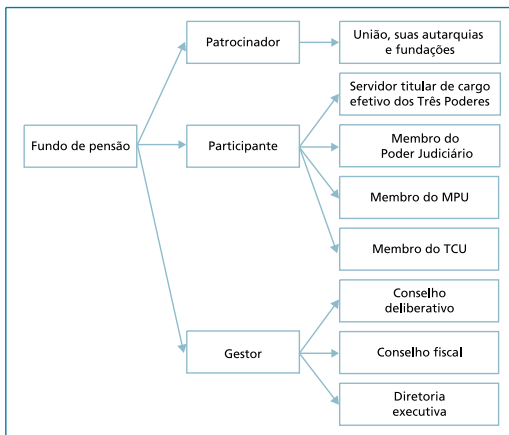 Fundo de pensão
Patrocinador
União, suas autarquias
e fundações
Participante
Servidor titular de cargo
efetivo dos Três Poderes
Membro do
Poder Judiciário
Membro do MPU
Membro do TCU
Gestor
Conselho
deliberativo
Conselho fiscal
Diretoria
executiva